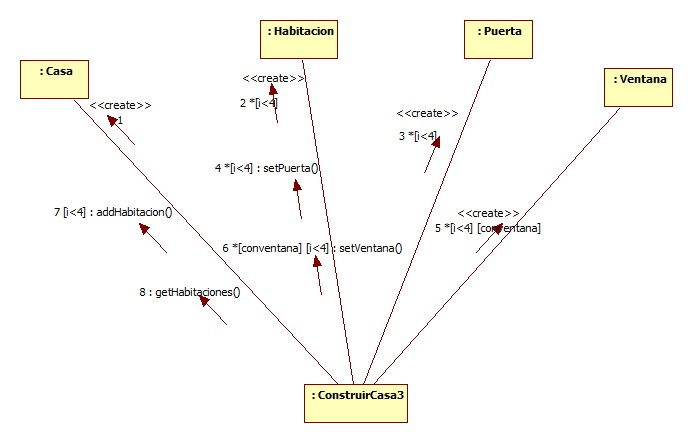 : Habitacion
: Puerta
: Casa
: Ventana
<<create>>
2 *[i<4]
<<create>>
1
<<create>>
3 *[i<4]
4 *[i<4] : setPuerta()
7 [i<4] : addHabitacion()
<<create>>
5 *[i<4] [conventana]
6 *[conventana] [i<4] : setVentana()
8 : getHabitaciones()
: ConstruirCasa3